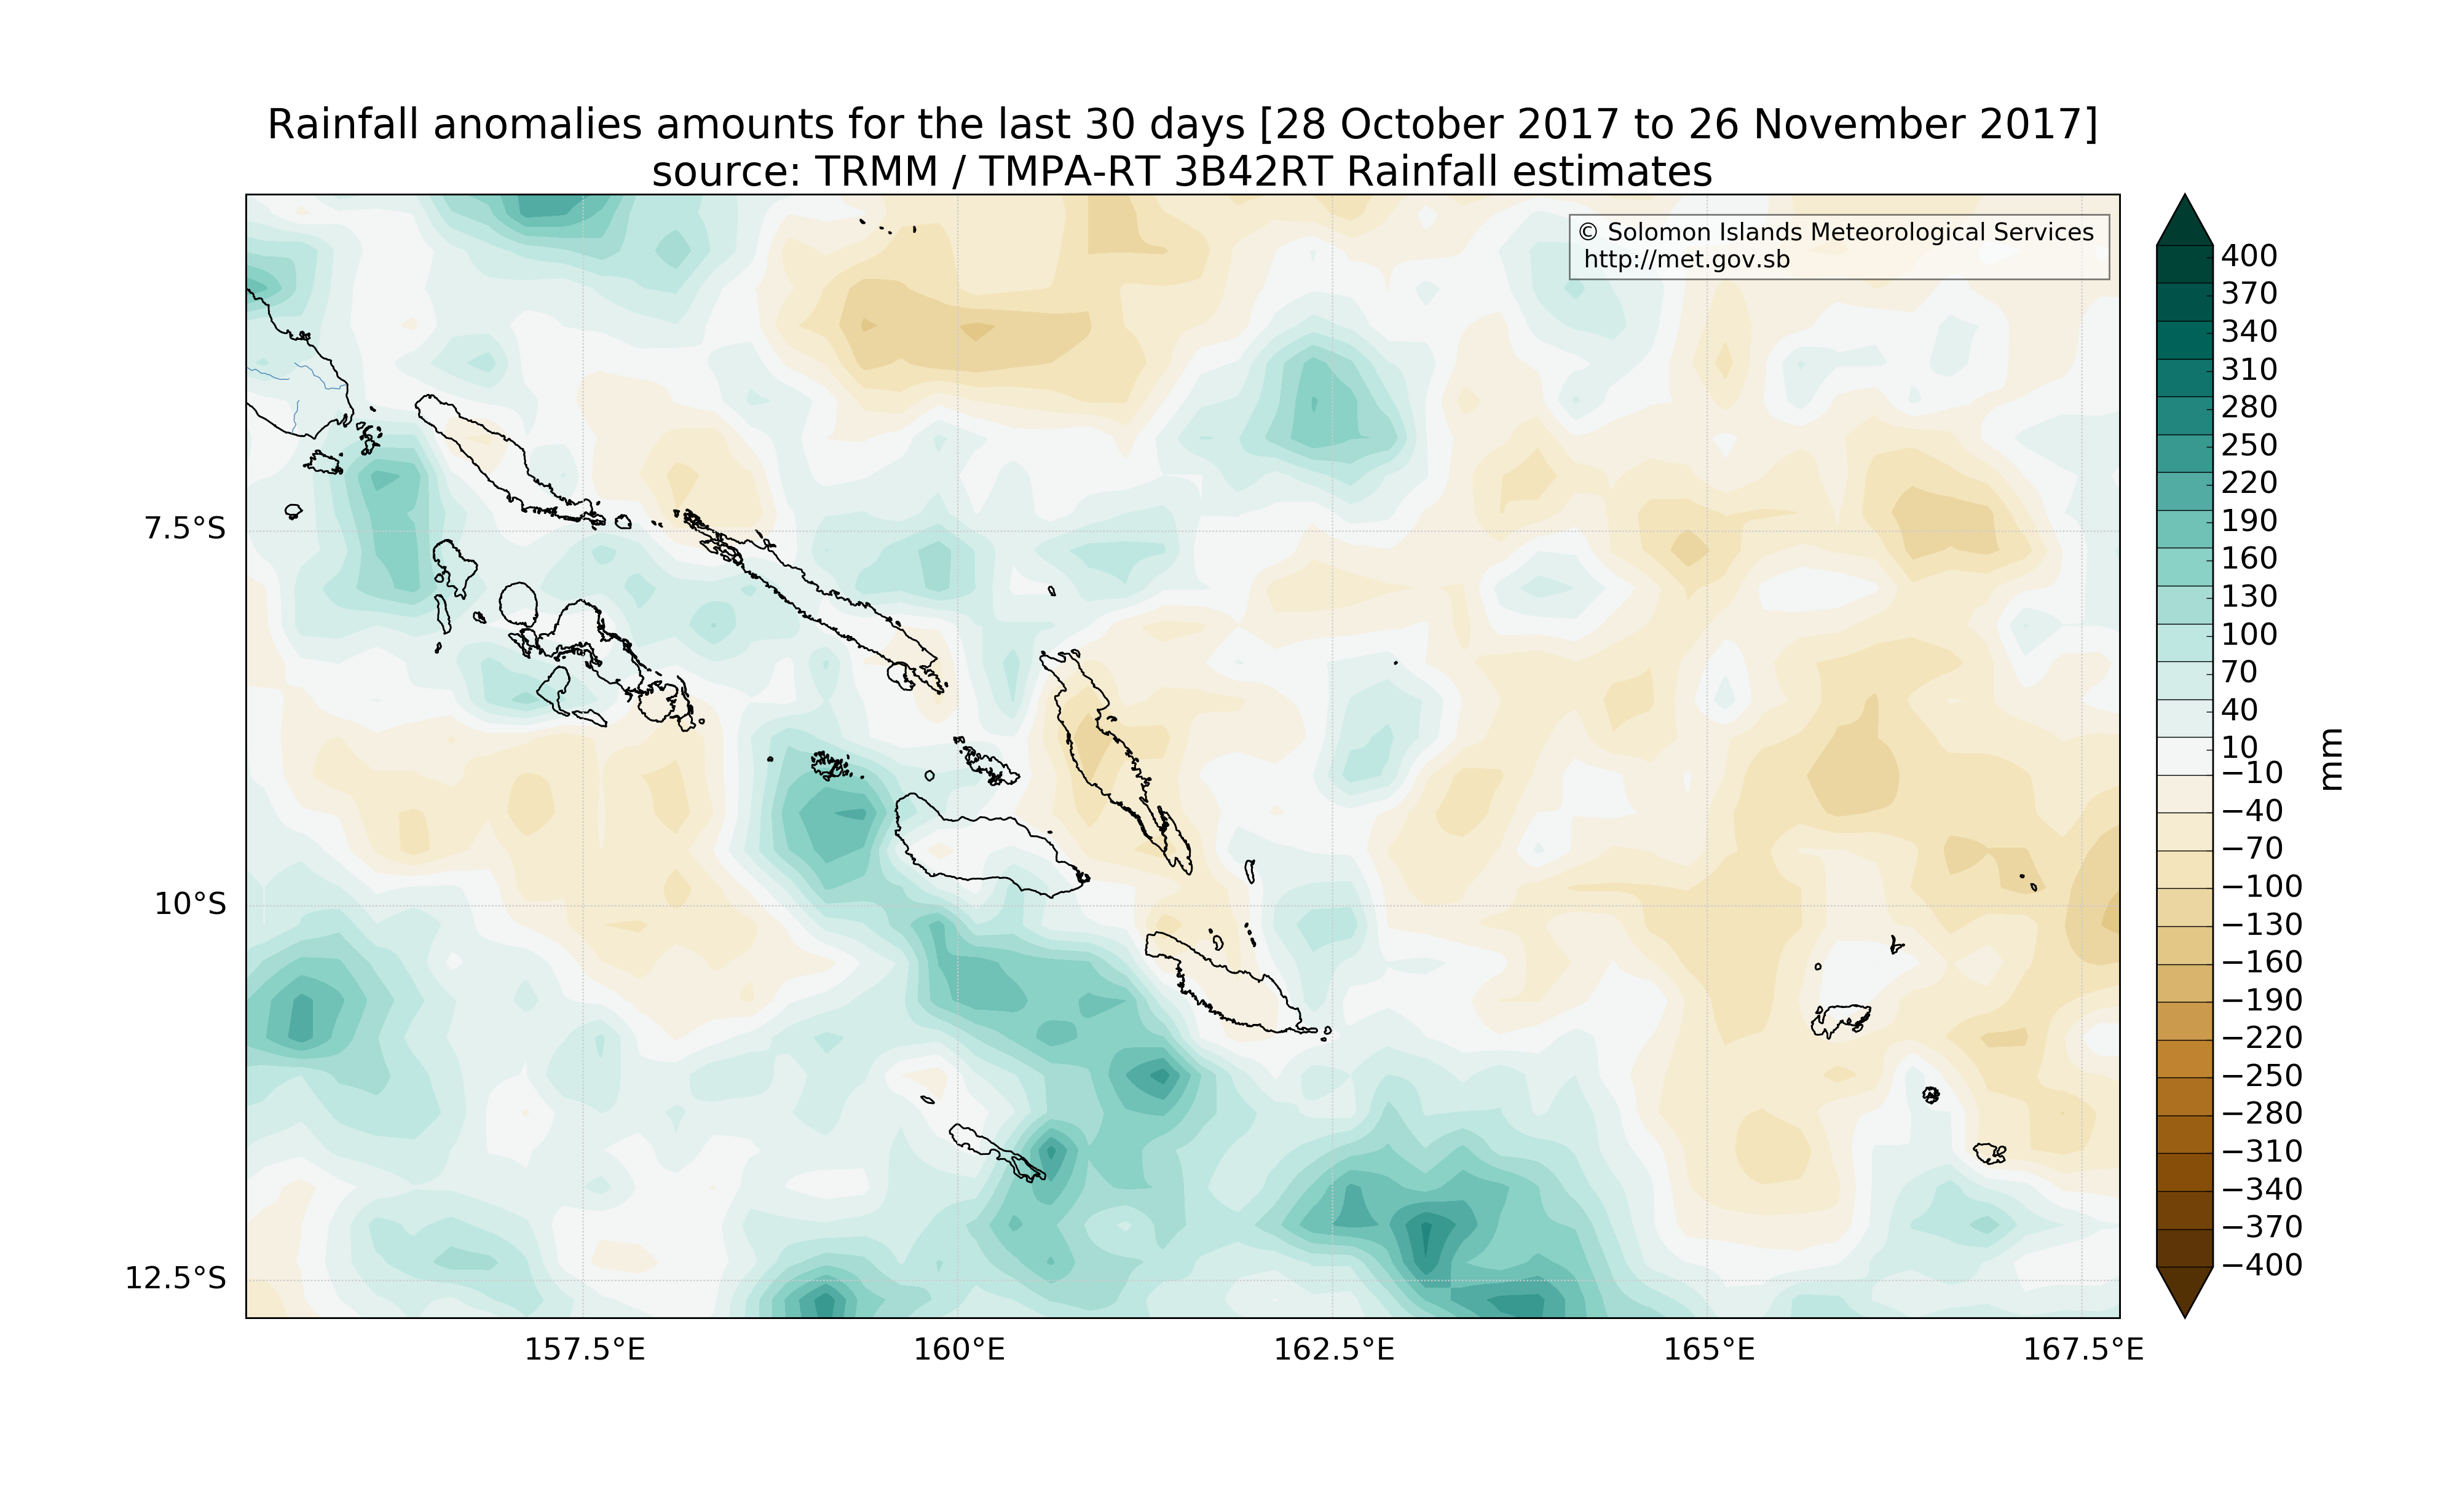 Rainfall anomalies amounts for the last 30 days [28 October 2017 to 26 November 2017]
source: TRMM / TMPA-RT 3B42RT Rainfall estimates
© Solomon Islands Meteorological Services
http://met.gov.sb
7.5°S
10°S
12.5°S
157.5°E
160°E
162.5°E
165°E
167.5°E
400
370
340
310
280
250
220
190
160
130
100
70
40
10
−10
−40
−70
−100
−130
−160
−190
−220
−250
−280
−310
−340
−370
−400
mm